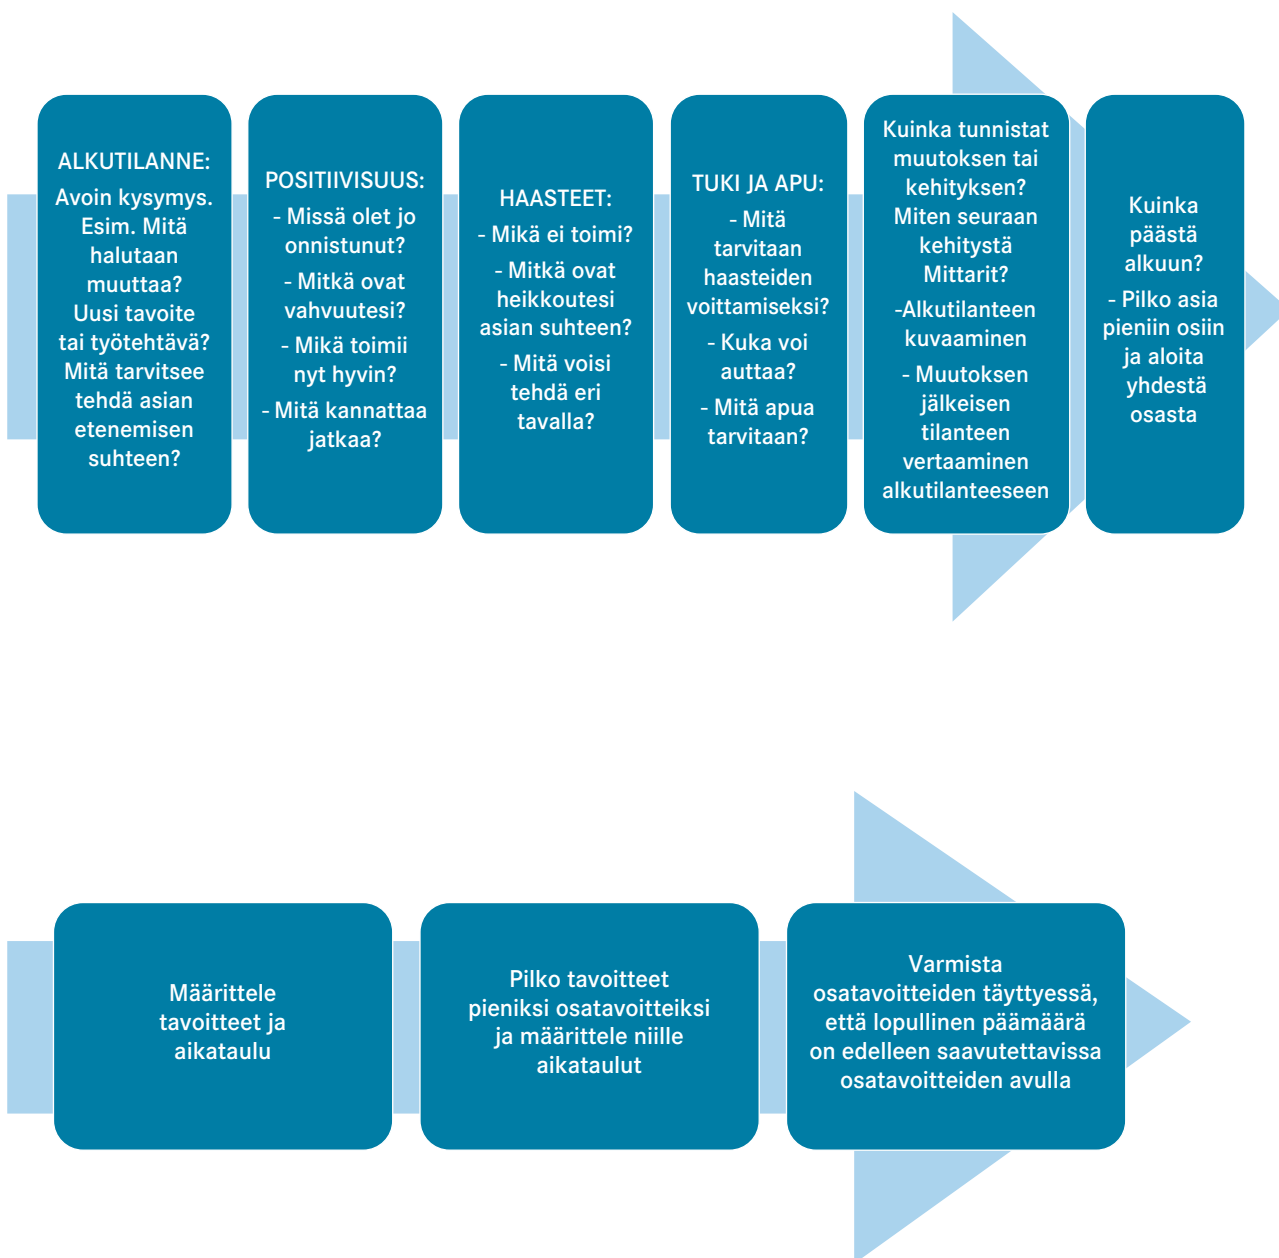 ALKUTILANNE:
Avoin kysymys.
Esim. Mitä
halutaan
muuttaa?
Uusi tavoite
tai työtehtävä?
Mitä tarvitsee
tehdä asian
etenemisen
suhteen?
POSITIIVISUUS:
- Missä olet jo
onnistunut?
- Mitkä ovat
vahvuutesi?
- Mikä toimii
nyt hyvin?
- Mitä kannattaa
jatkaa?
HAASTEET:
- Mikä ei toimi?
- Mitkä ovat
heikkoutesi
asian suhteen?
- Mitä voisi
tehdä eri
tavalla?
TUKI JA APU:
- Mitä
tarvitaan
haasteiden
voittamiseksi?
- Kuka voi
auttaa?
- Mitä apua
tarvitaan?
Kuinka tunnistat
muutoksen tai
kehityksen?
Miten seuraan
kehitystä
Mittarit?
-Alkutilanteen
kuvaaminen
- Muutoksen
jälkeisen
tilanteen
vertaaminen
alkutilanteeseen
Kuinka
päästä
alkuun?
- Pilko asia
pieniin osiin
ja aloita
yhdestä
osasta
Määrittele
tavoitteet ja
aikataulu
Pilko tavoitteet
pieniksi osatavoitteiksi
ja määrittele niille
aikataulut
Varmista
osatavoitteiden täyttyessä,
että lopullinen päämäärä
on edelleen saavutettavissa
osatavoitteiden avulla